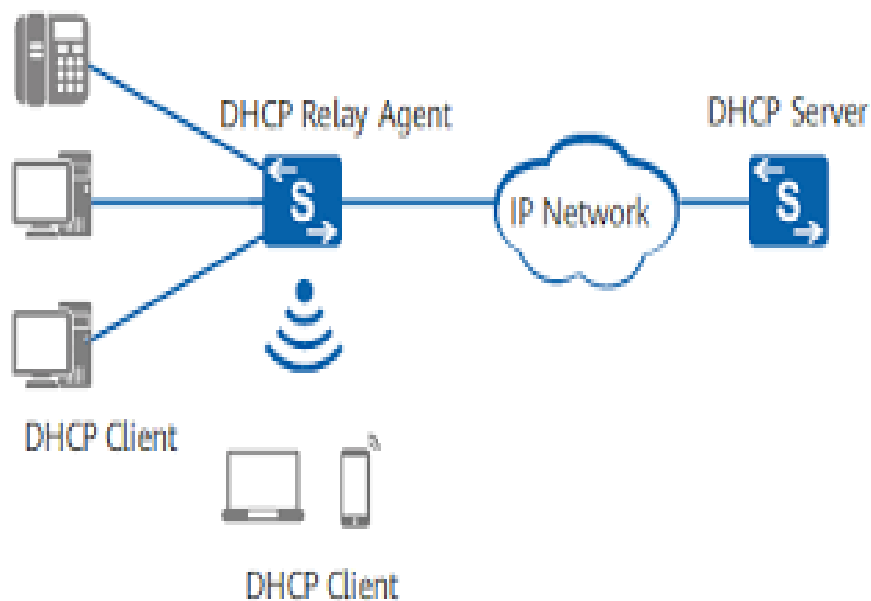 DHCP Relay Agent
DHCP Server
S
IP Network
S
DHCP Client
DHCP Client